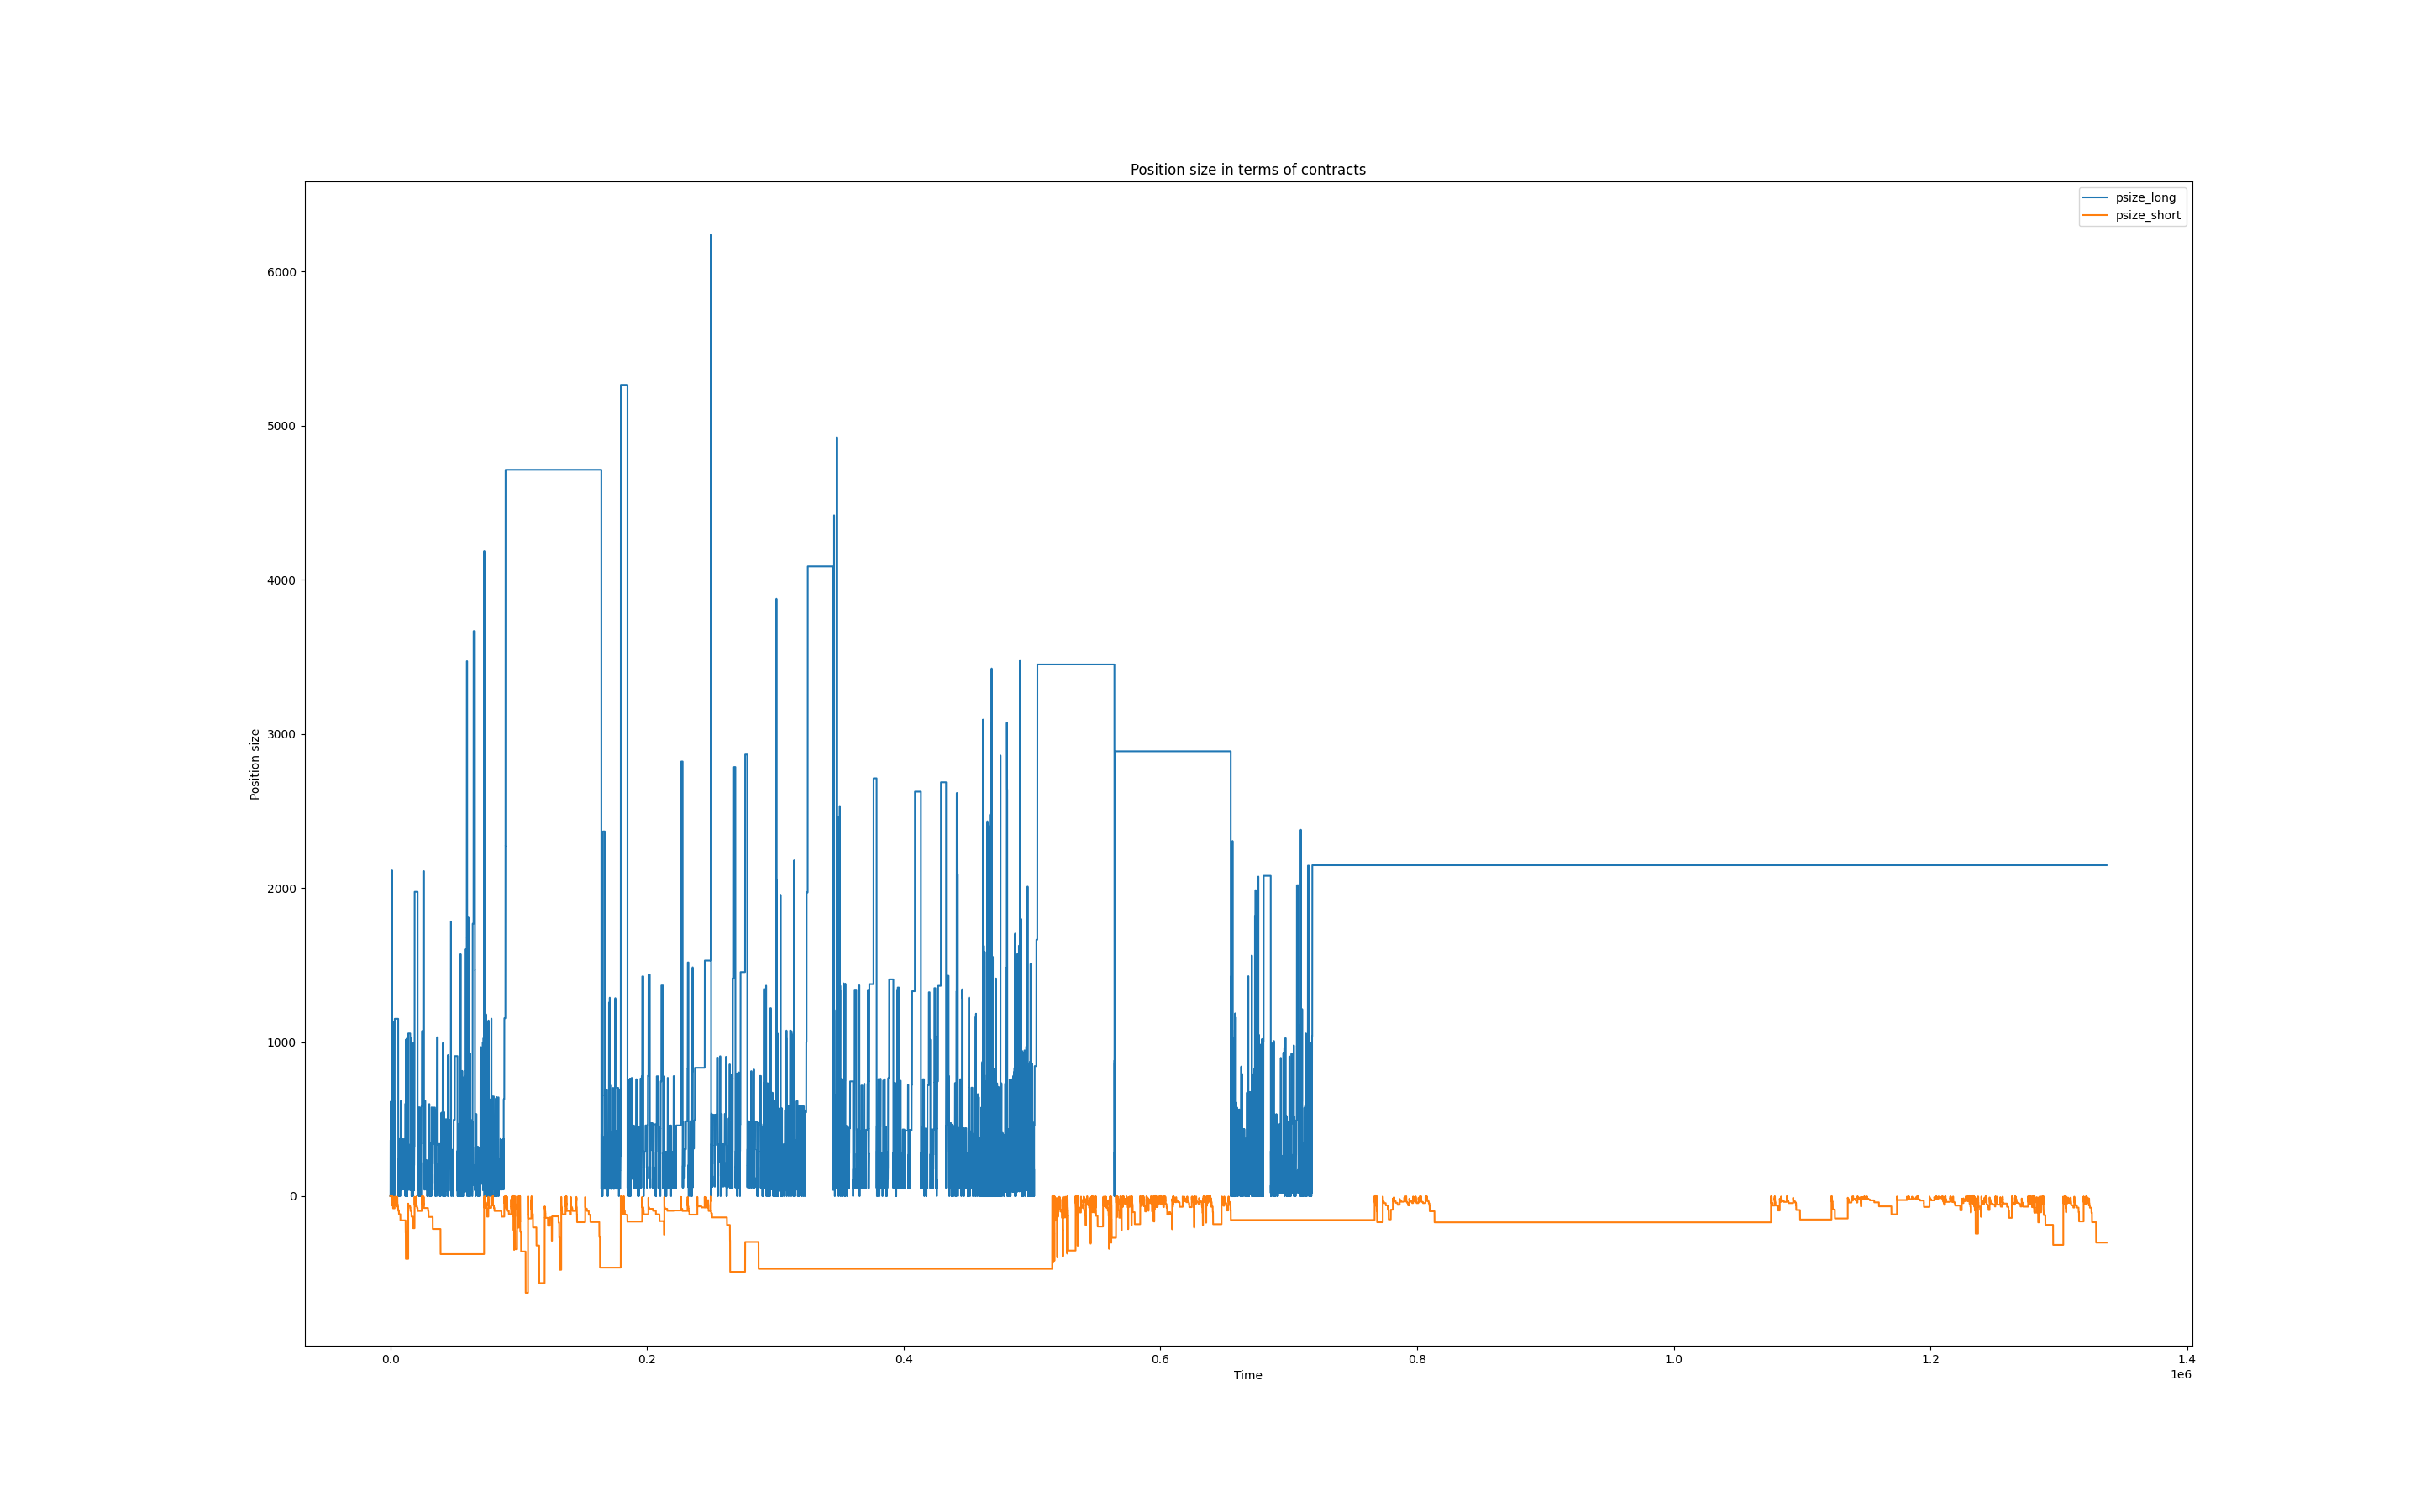 Position size in terms of contracts
psize_long
psize_short
6000
5000
4000
3000
2000
1000
0
Position size
0.0 0.2 0.4 0.6 0.8 1.0 1.2 1.4
Time
1e6